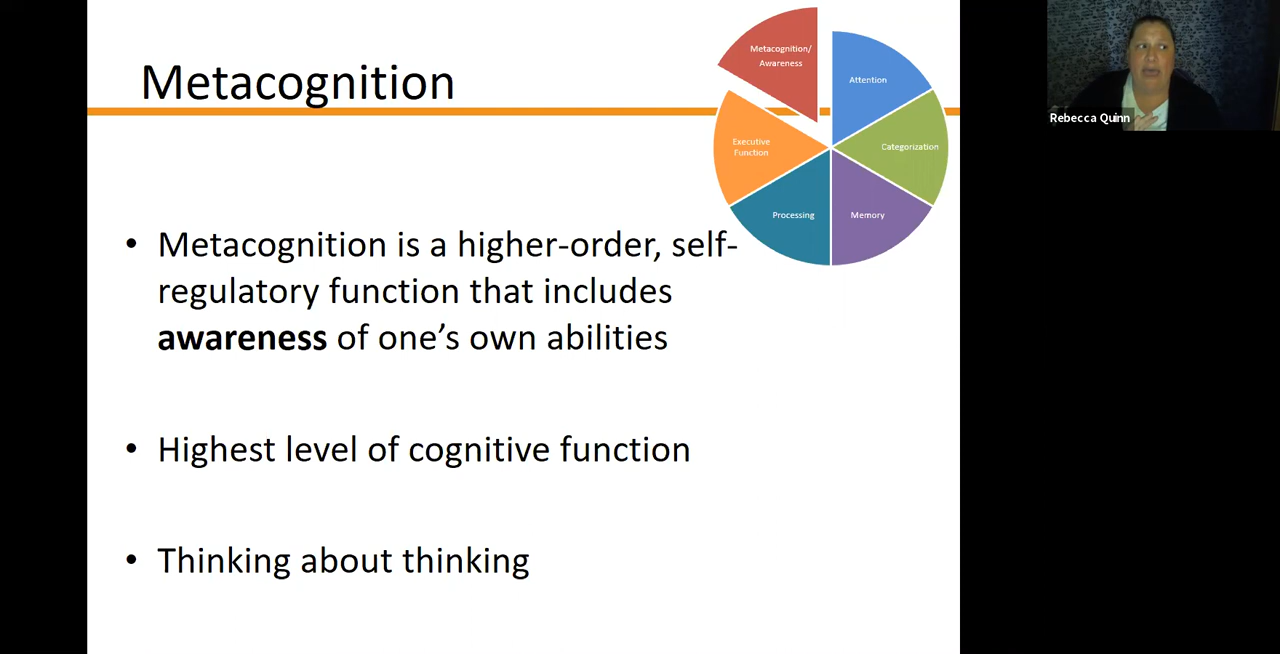 Metacognition
Metacognition/
Awareness
Attention
Executive
Function
Categorization
Processing
Memory
Rebecca Quinn
• Metacognition is a higher-order, self-
regulatory function that includes
awareness of one’s own abilities
• Highest level of cognitive function
• Thinking about thinking